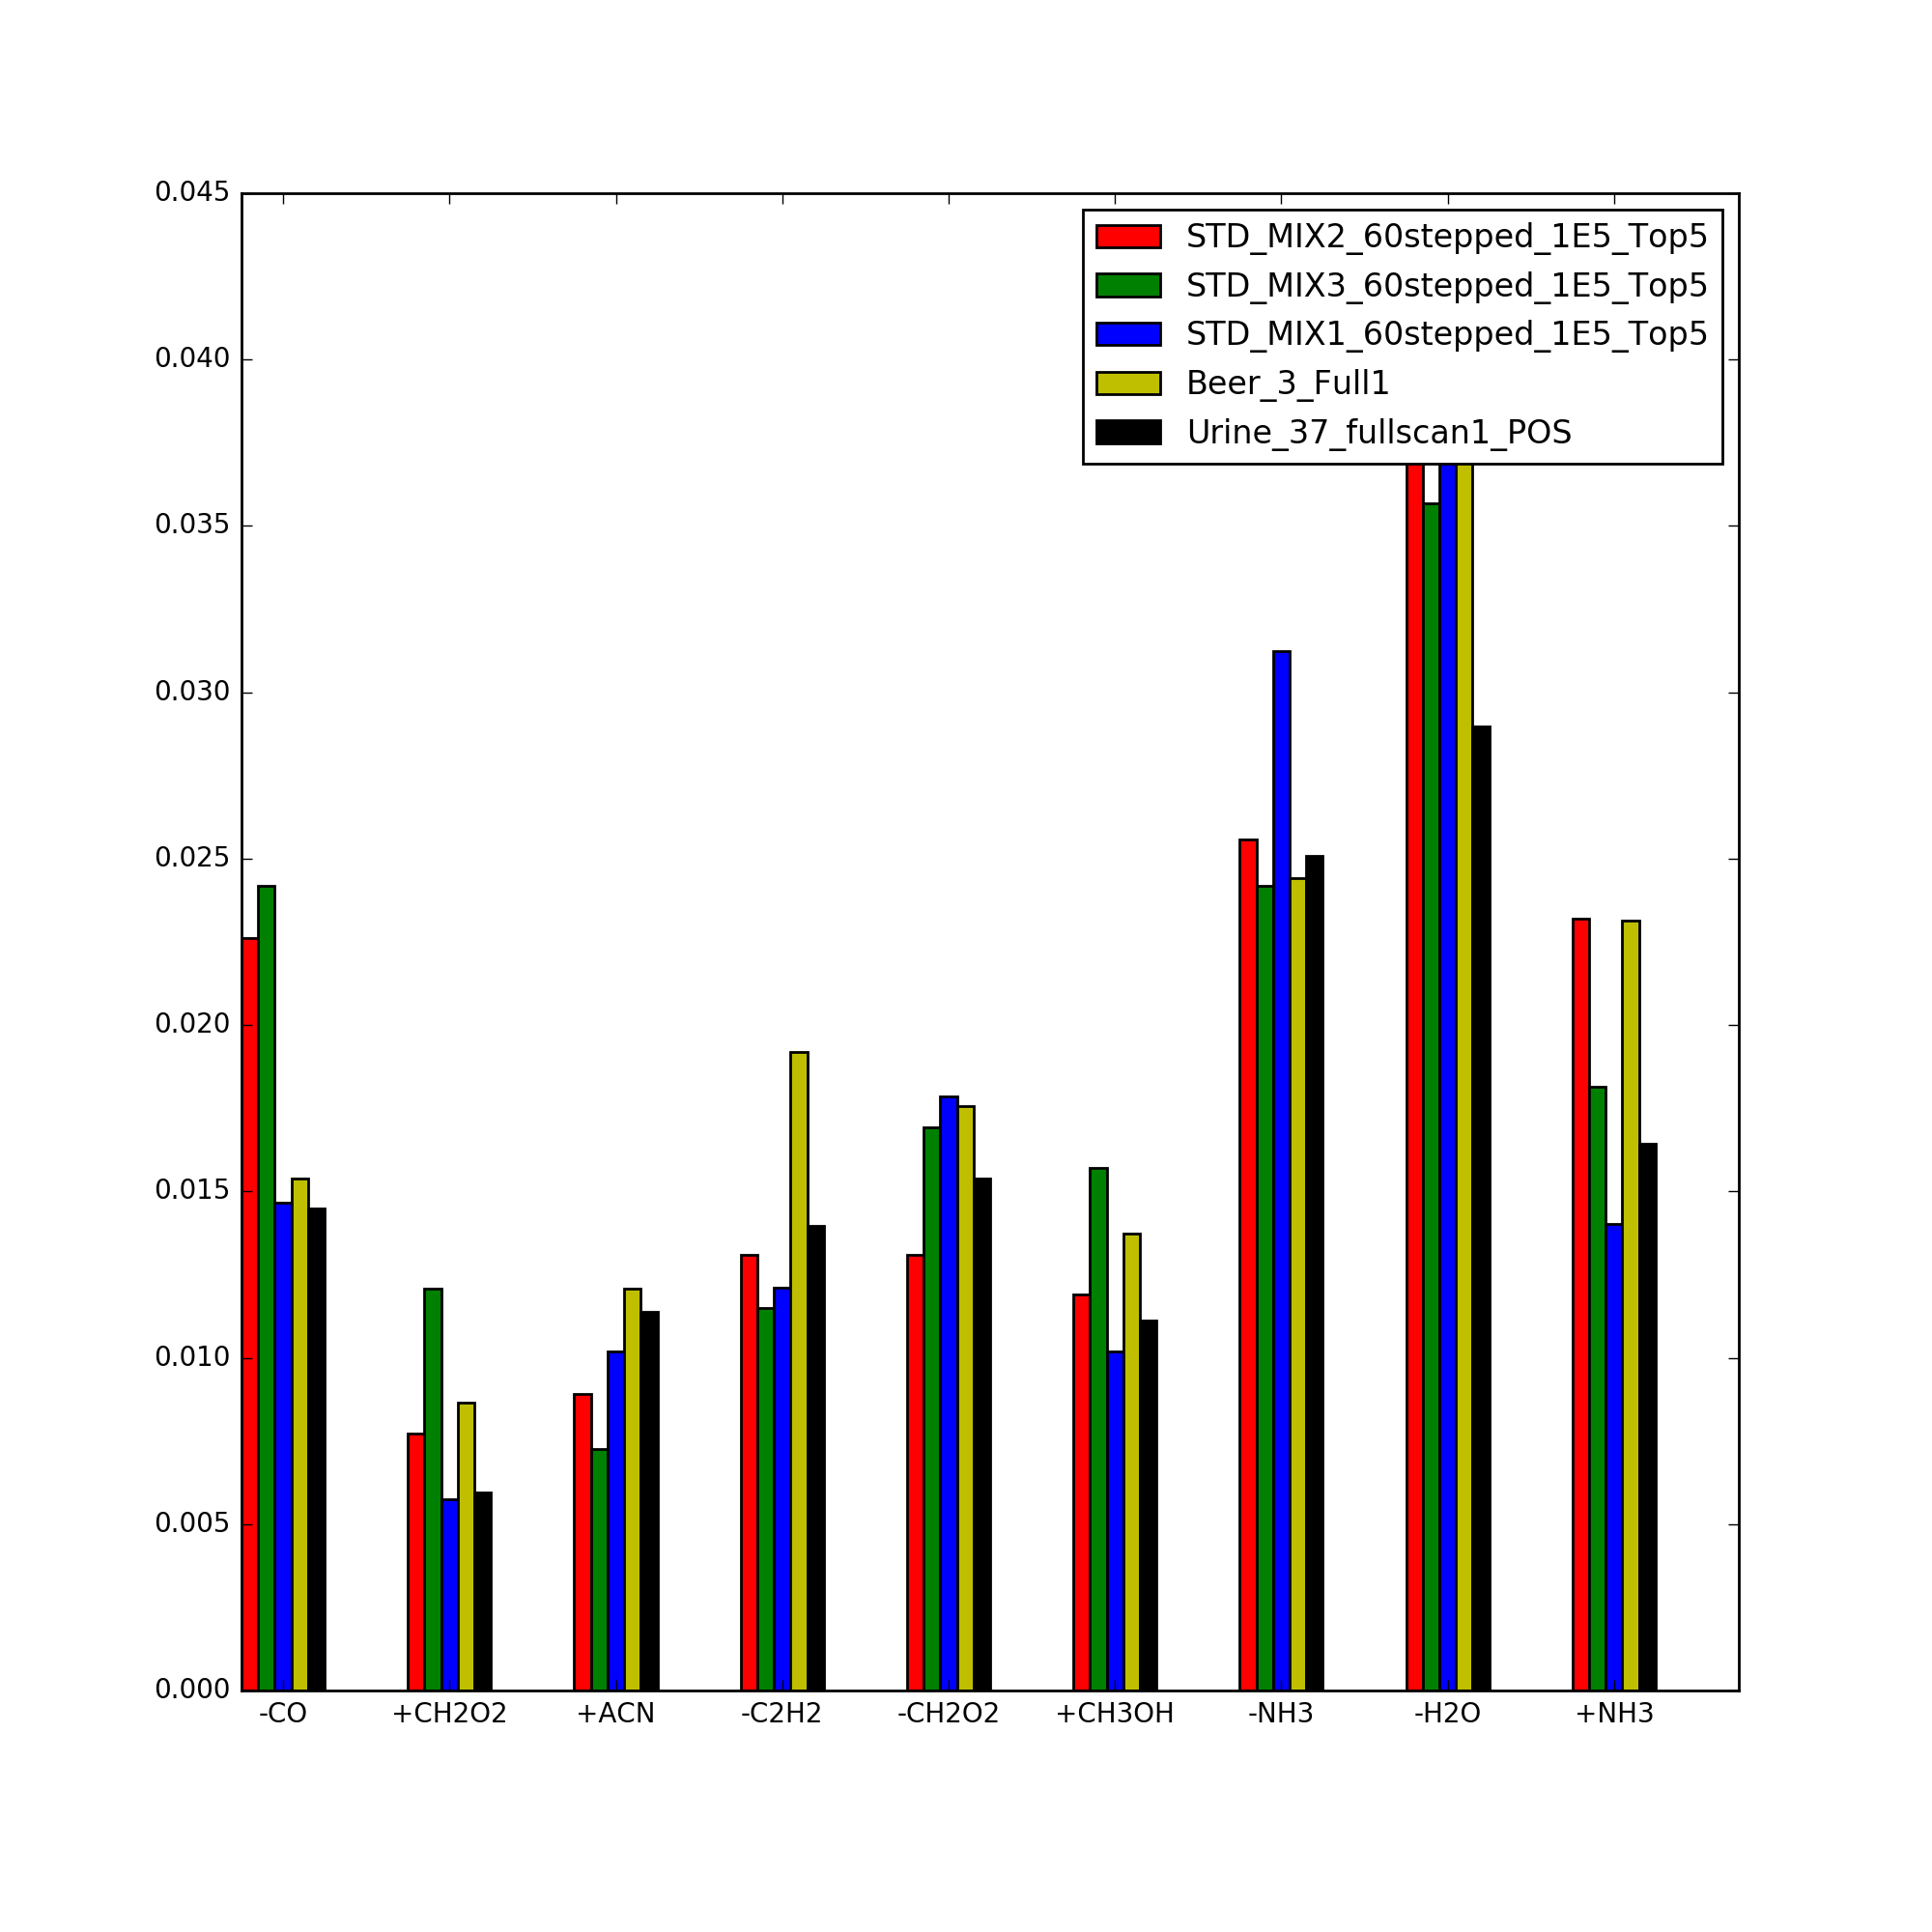 0.045
0.040
0.035
0.030
0.025
0.020
0.015
0.010
0.005
0.000
STD_MIX2_60stepped_1E5_Top5
STD_MIX3_60stepped_1E5_Top5
STD_MIX1_60stepped_1E5_Top5
Beer_3_Full1
Urine_37_fullscan1_POS
-CO +CH2O2 +ACN -C2H2 -CH2O2 +CH3OH -NH3 -H2O +NH3